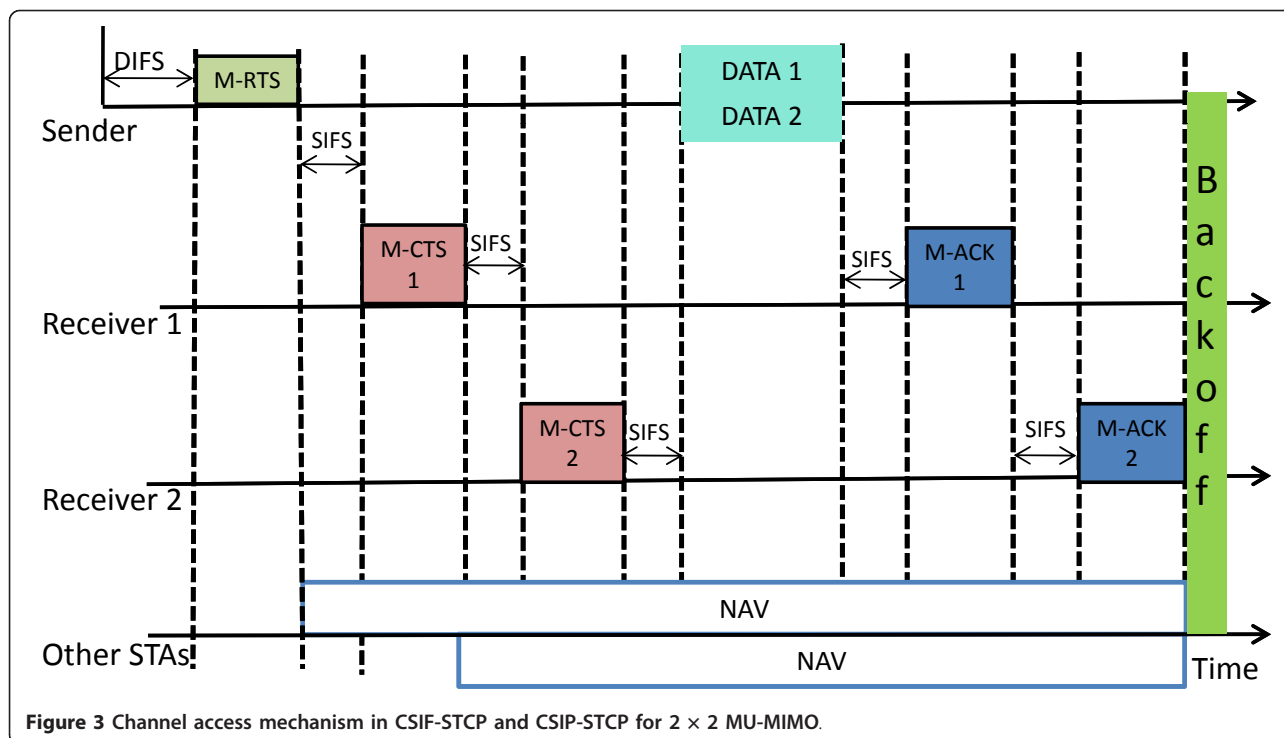 DIFS
M-RTS
DATA 1
DATA 2
Sender
SIFS
M-CTS
1
SIFS
SIFS
M-ACK
1
Receiver 1
M-CTS
2
SIFS
SIFS
M-ACK
2
Receiver 2
Backoff
NAV
Other STAs
NAV
Time
Figure 3 Channel access mechanism in CSIF-STCP and CSIP-STCP for 2 × 2 MU-MIMO.